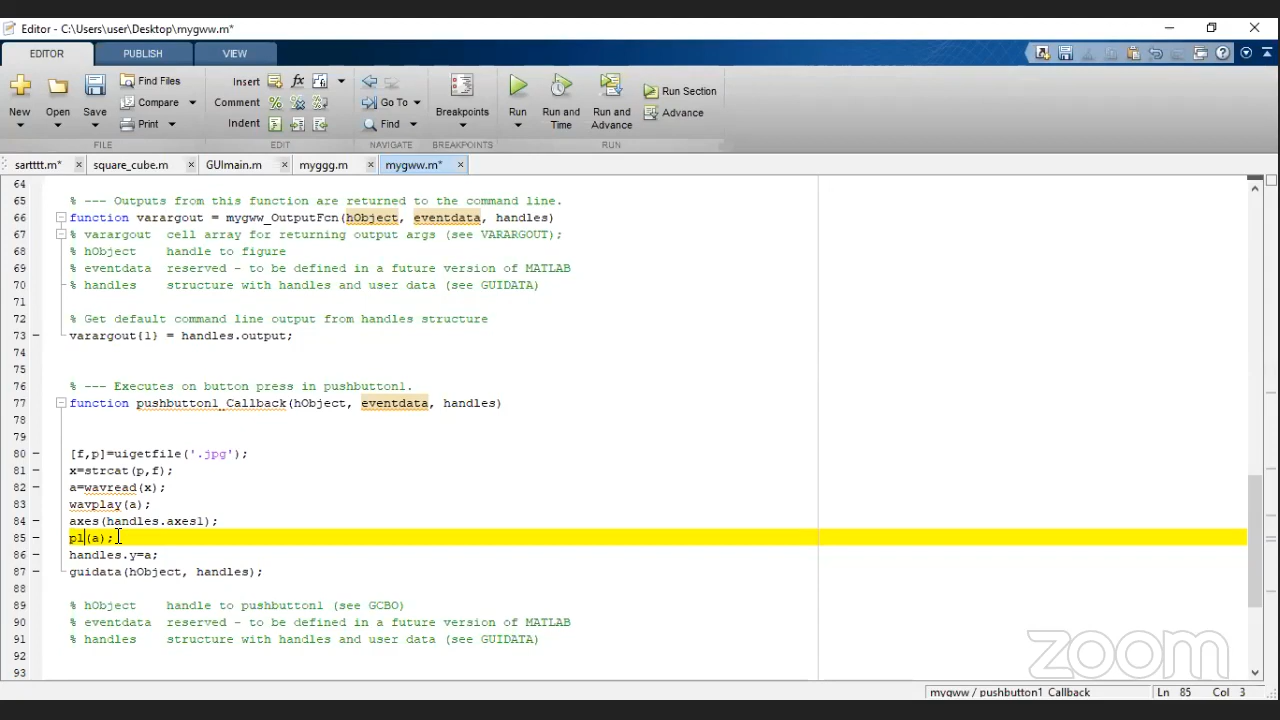 Editor - C:\Users\user\Desktop\mygww.m*
EDITOR PUBLISH VIEW
New Open Save Find Files Compare Print
Insert Comment Indent
Go To Find
Breakpoints
Run Run and Time Run and Advance Run Section Advance
FILE EDIT NAVIGATE BREAKPOINTS RUN
sartttt.m* square_cube.m GUImain.m myggg.m mygww.m*
64
65 % --- Outputs from this function are returned to the command line.
66 function varargout = mygww_OutputFcn(hObject, eventdata, handles)
67 % varargout  cell array for returning output args (see VARARGOUT);
68 % hObject    handle to figure
69 % eventdata  reserved - to be defined in a future version of MATLAB
70 % handles    structure with handles and user data (see GUIDATA)
71
72 % Get default command line output from handles structure
73 varargout{1} = handles.output;
74
75
76 % --- Executes on button press in pushbutton1.
77 function pushbutton1_Callback(hObject, eventdata, handles)
78
79
80 [f,p]=uigetfile('.jpg');
81 x=strcat(p,f);
82 a=wavread(x);
83 wavplay(a);
84 axes(handles.axes1);
85 pl(a);
86 handles.y=a;
87 guidata(hObject, handles);
88
89 % hObject    handle to pushbutton1 (see GCBO)
90 % eventdata  reserved - to be defined in a future version of MATLAB
91 % handles    structure with handles and user data (see GUIDATA)
92
93
zoom
mygww / pushbutton1_Callback Ln 85 Col 3